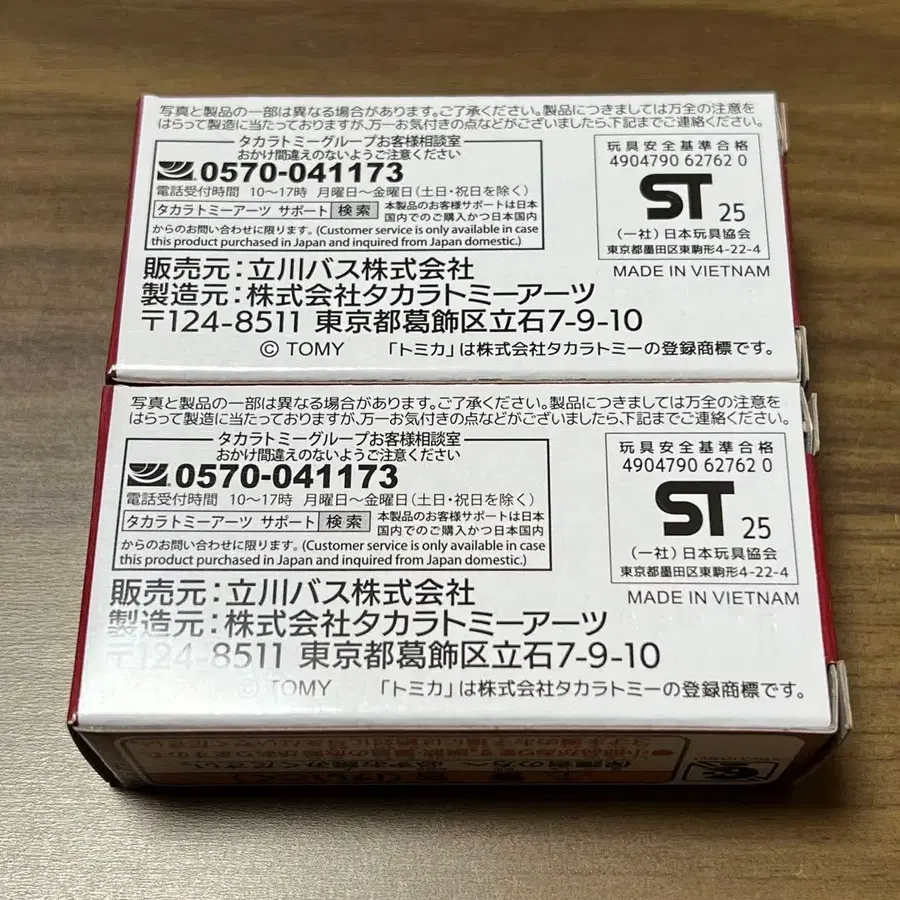 写真と製品の一部は異なる場合があります。ご了承ください。製品につきましては万全の注意を
はらって製造に当たっておりますが、万一お気付きの点などがございましたら、下記までご連絡ください。
タカラトミーグループお客様相談室
おかけ間違えのないようご注意ください
0570-041173
電話受付時間 10〜17時 月曜日〜金曜日(土日・祝日を除く)
タカラトミーアーツ サポート 検索
本製品のお客様サポートは日本
国内でのご購入かつ日本国内
からのお問い合わせに限ります。(Customer service is only available in case
this product purchased in Japan and inquired from Japan domestic.)
玩具安全基準合格
4904790 62762 0
ST 25
(一社)日本玩具協会
東京都墨田区東駒形4-22-4
MADE IN VIETNAM
販売元:立川バス株式会社
製造元:株式会社タカラトミーアーツ
〒124-8511 東京都葛飾区立石7-9-10
© TOMY 「トミカ」は株式会社タカラトミーの登録商標です。
写真と製品の一部は異なる場合があります。ご了承ください。製品につきましては万全の注意を
はらって製造に当たっておりますが、万一お気付きの点などがございましたら、下記までご連絡ください。
タカラトミーグループお客様相談室
おかけ間違えのないようご注意ください
0570-041173
電話受付時間 10〜17時 月曜日〜金曜日(土日・祝日を除く)
タカラトミーアーツ サポート 検索
本製品のお客様サポートは日本
国内でのご購入かつ日本国内
からのお問い合わせに限ります。(Customer service is only available in case
this product purchased in Japan and inquired from Japan domestic.)
玩具安全基準合格
4904790 62762 0
ST 25
(一社)日本玩具協会
東京都墨田区東駒形4-22-4
MADE IN VIETNAM
販売元:立川バス株式会社
製造元:株式会社タカラトミーアーツ
〒124-8511 東京都葛飾区立石7-9-10
© TOMY 「トミカ」は株式会社タカラトミーの登録商標です。
保護者の方へ 必ずお読みください。